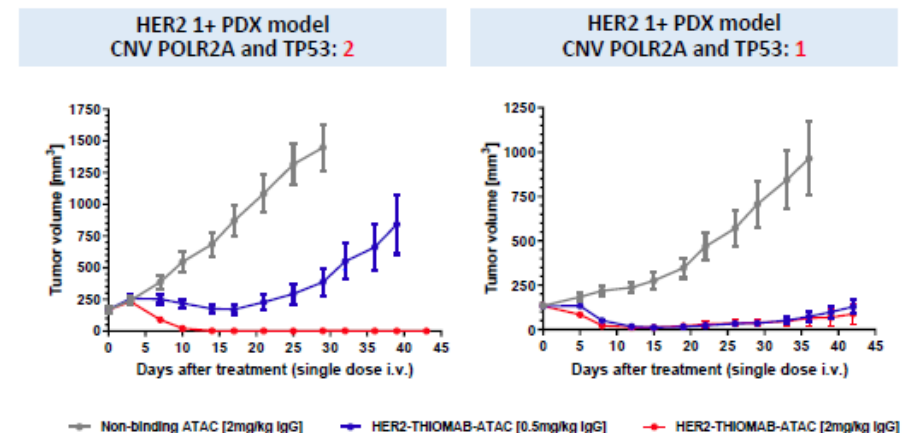 HER2 1+ PDX model
CNV POLR2A and TP53: 2
HER2 1+ PDX model
CNV POLR2A and TP53: 1
Tumor volume [mm³]
1750
1500
1250
1000
750
500
250
0
0 5 10 15 20 25 30 35 40 45
Days after treatment (single dose i.v.)
Tumor volume [mm³]
1250
1000
750
500
250
0
0 5 10 15 20 25 30 35 40 45
Days after treatment (single dose i.v.)
Non-binding ATAC [2mg/kg IgG] HER2-THIOMAB-ATAC [0.5mg/kg IgG] HER2-THIOMAB-ATAC [2mg/kg IgG]